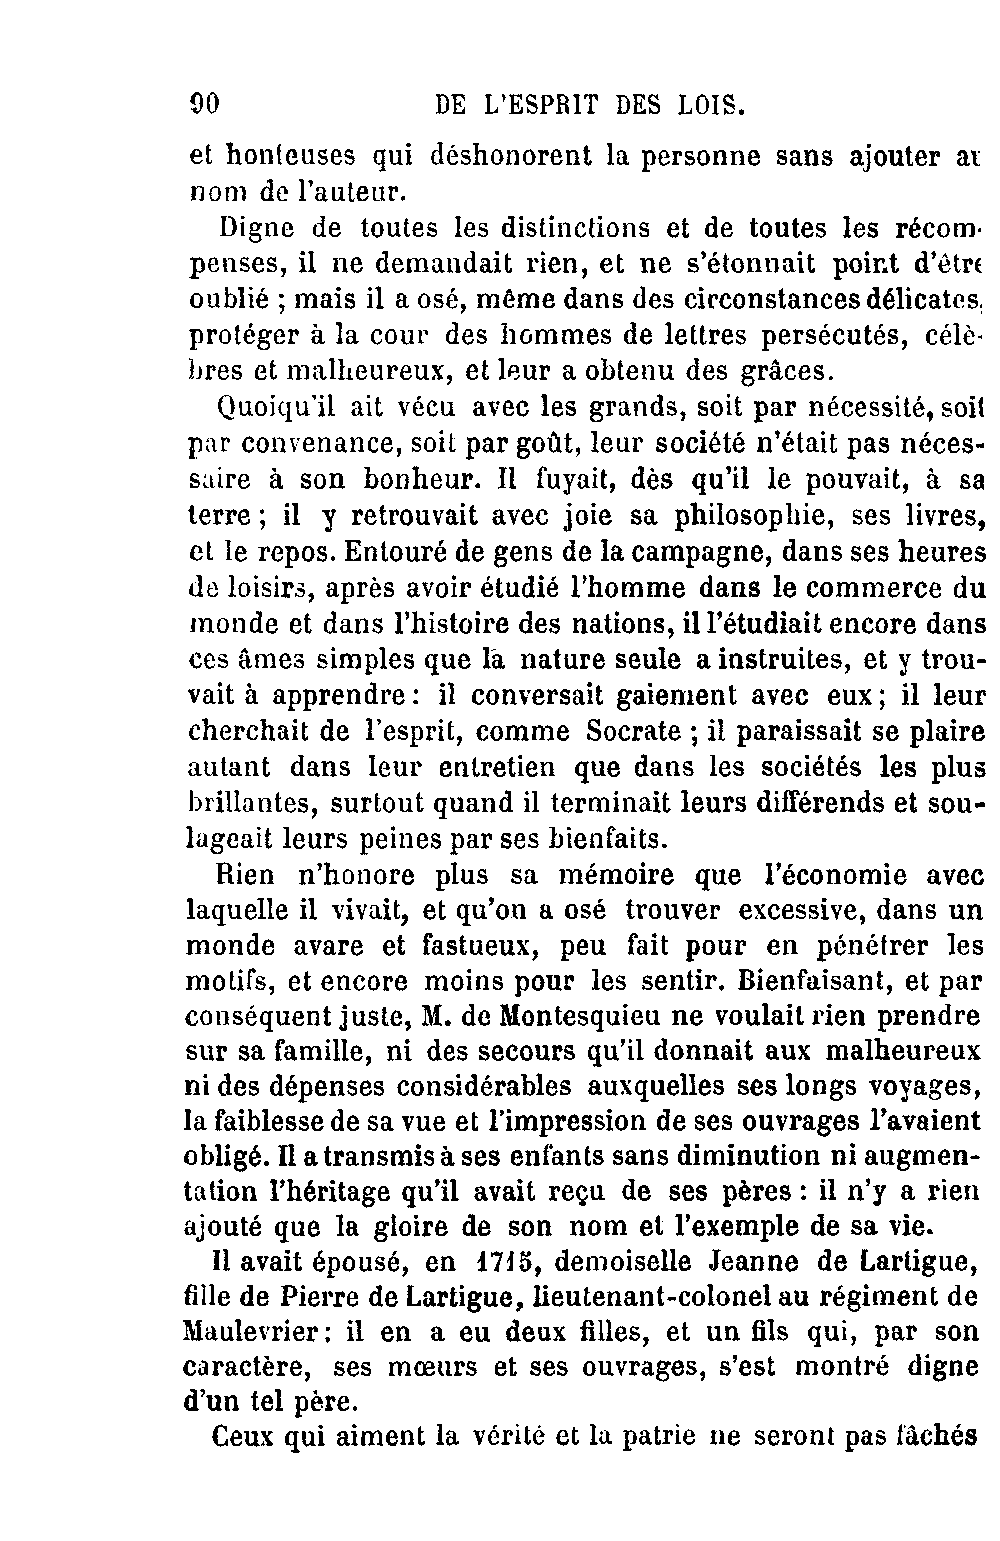 90 DE L'ESPRIT DES LOIS.
et honteuses qui déshonorent la personne sans ajouter au
nom de l'auteur.
Digne de toutes les distinctions et de toutes les récom-
penses, il ne demandait rien, et ne s'étonnait point d'être
oublié ; mais il a osé, même dans des circonstances délicates,
protéger à la cour des hommes de lettres persécutés, célè-
bres et malheureux, et leur a obtenu des grâces.
Quoiqu'il ait vécu avec les grands, soit par nécessité, soit
par convenance, soit par goût, leur société n'était pas néces-
saire à son bonheur. Il fuyait, dès qu'il le pouvait, à sa
terre ; il y retrouvait avec joie sa philosophie, ses livres,
et le repos. Entouré de gens de la campagne, dans ses heures
de loisirs, après avoir étudié l'homme dans le commerce du
monde et dans l'histoire des nations, il l'étudiait encore dans
ces âmes simples que la nature seule a instruites, et y trou-
vait à apprendre : il conversait gaiement avec eux ; il leur
cherchait de l'esprit, comme Socrate ; il paraissait se plaire
autant dans leur entretien que dans les sociétés les plus
brillantes, surtout quand il terminait leurs différends et sou-
lageait leurs peines par ses bienfaits.
Rien n'honore plus sa mémoire que l'économie avec
laquelle il vivait, et qu'on a osé trouver excessive, dans un
monde avare et fastueux, peu fait pour en pénétrer les
motifs, et encore moins pour les sentir. Bienfaisant, et par
conséquent juste, M. de Montesquieu ne voulait rien prendre
sur sa famille, ni des secours qu'il donnait aux malheureux
ni des dépenses considérables auxquelles ses longs voyages,
la faiblesse de sa vue et l'impression de ses ouvrages l'avaient
obligé. Il a transmis à ses enfants sans diminution ni augmen-
tation l'héritage qu'il avait reçu de ses pères : il n'y a rien
ajouté que la gloire de son nom et l'exemple de sa vie.
Il avait épousé, en 1715, demoiselle Jeanne de Lartigue,
fille de Pierre de Lartigue, lieutenant-colonel au régiment de
Maulevrier : il en a eu deux filles, et un fils qui, par son
caractère, ses mœurs et ses ouvrages, s'est montré digne
d'un tel père.
Ceux qui aiment la vérité et la patrie ne seront pas fâchés